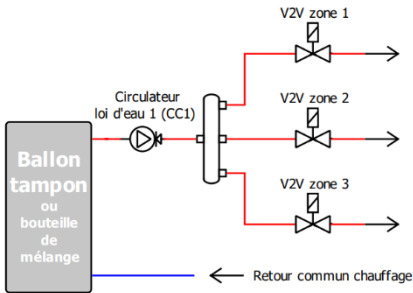 V2V zone 1
Circulateur
loi d'eau 1 (CC1)
V2V zone 2
Ballon
tampon
ou
bouteille
de
mélange
V2V zone 3
Retour commun chauffage